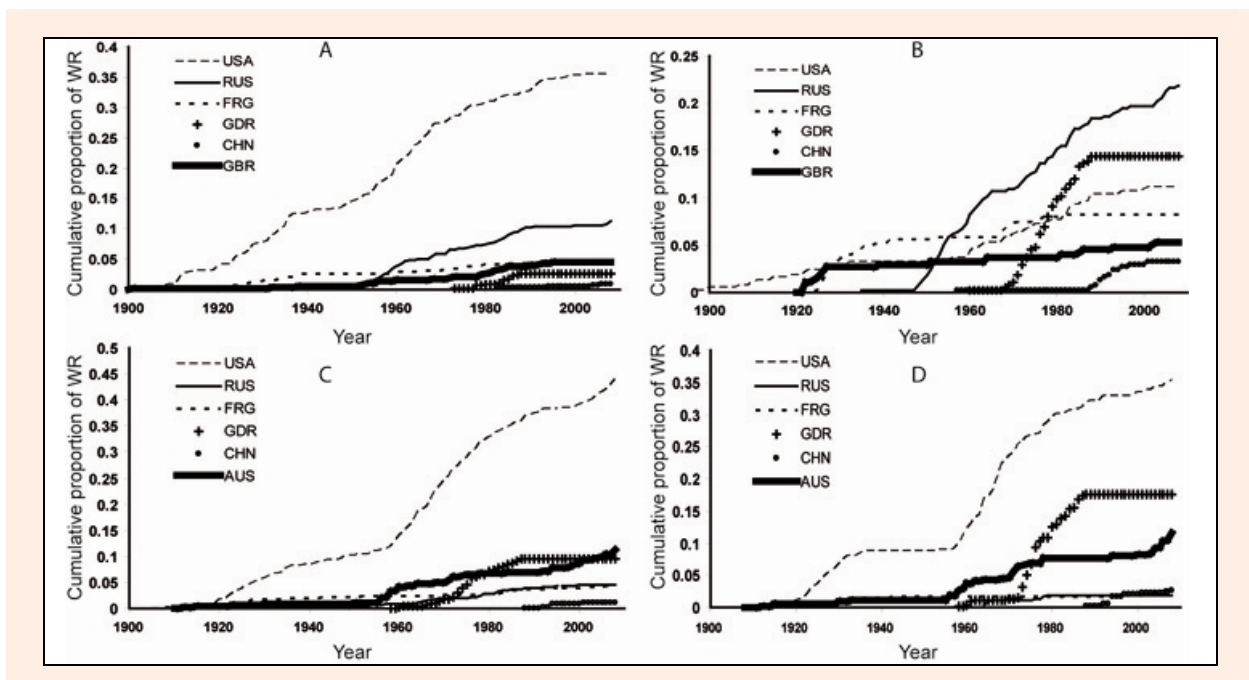 A
Cumulative proportion of WR
0.4
0.35
0.3
0.25
0.2
0.15
0.1
0.05
0
USA
RUS
FRG
GDR
CHN
GBR
1900 1920 1940 1960 1980 2000
Year
B
Cumulative proportion of WR
0.25
0.2
0.15
0.1
0.05
0
USA
RUS
FRG
GDR
CHN
GBR
1900 1920 1940 1960 1980 2000
Year
C
Cumulative proportion of WR
0.5
0.45
0.4
0.35
0.3
0.25
0.2
0.15
0.1
0.05
0
USA
RUS
FRG
GDR
CHN
AUS
1900 1920 1940 1960 1980 2000
Year
D
Cumulative proportion of WR
0.4
0.35
0.3
0.25
0.2
0.15
0.1
0.05
0
USA
RUS
FRG
GDR
CHN
AUS
1900 1920 1940 1960 1980 2000
Year